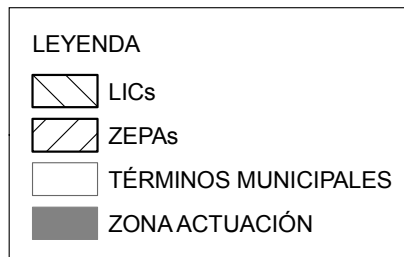 LEYENDA
LICs
ZEPAs
TÉRMINOS MUNICIPALES
ZONA ACTUACIÓN